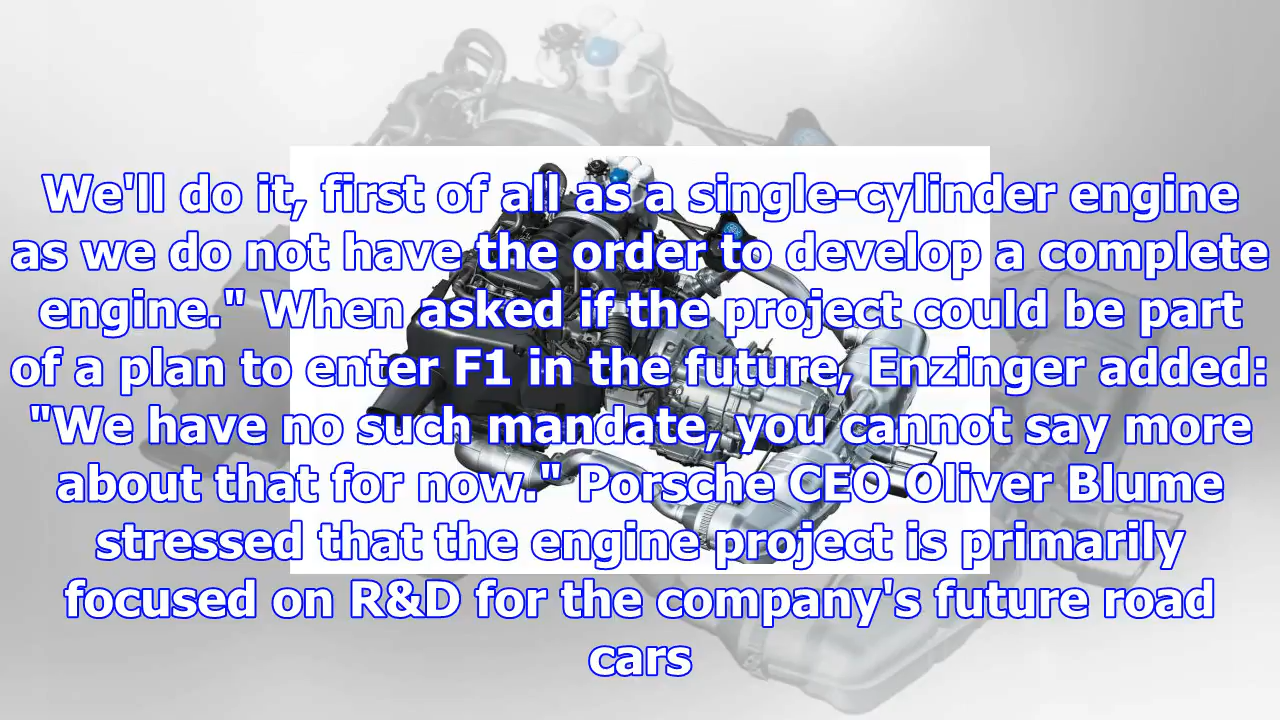 We'll do it, first of all as a single-cylinder engine
as we do not have the order to develop a complete
engine." When asked if the project could be part
of a plan to enter F1 in the future, Enzinger added:
"We have no such mandate, you cannot say more
about that for now." Porsche CEO Oliver Blume
stressed that the engine project is primarily
focused on R&D for the company's future road
cars